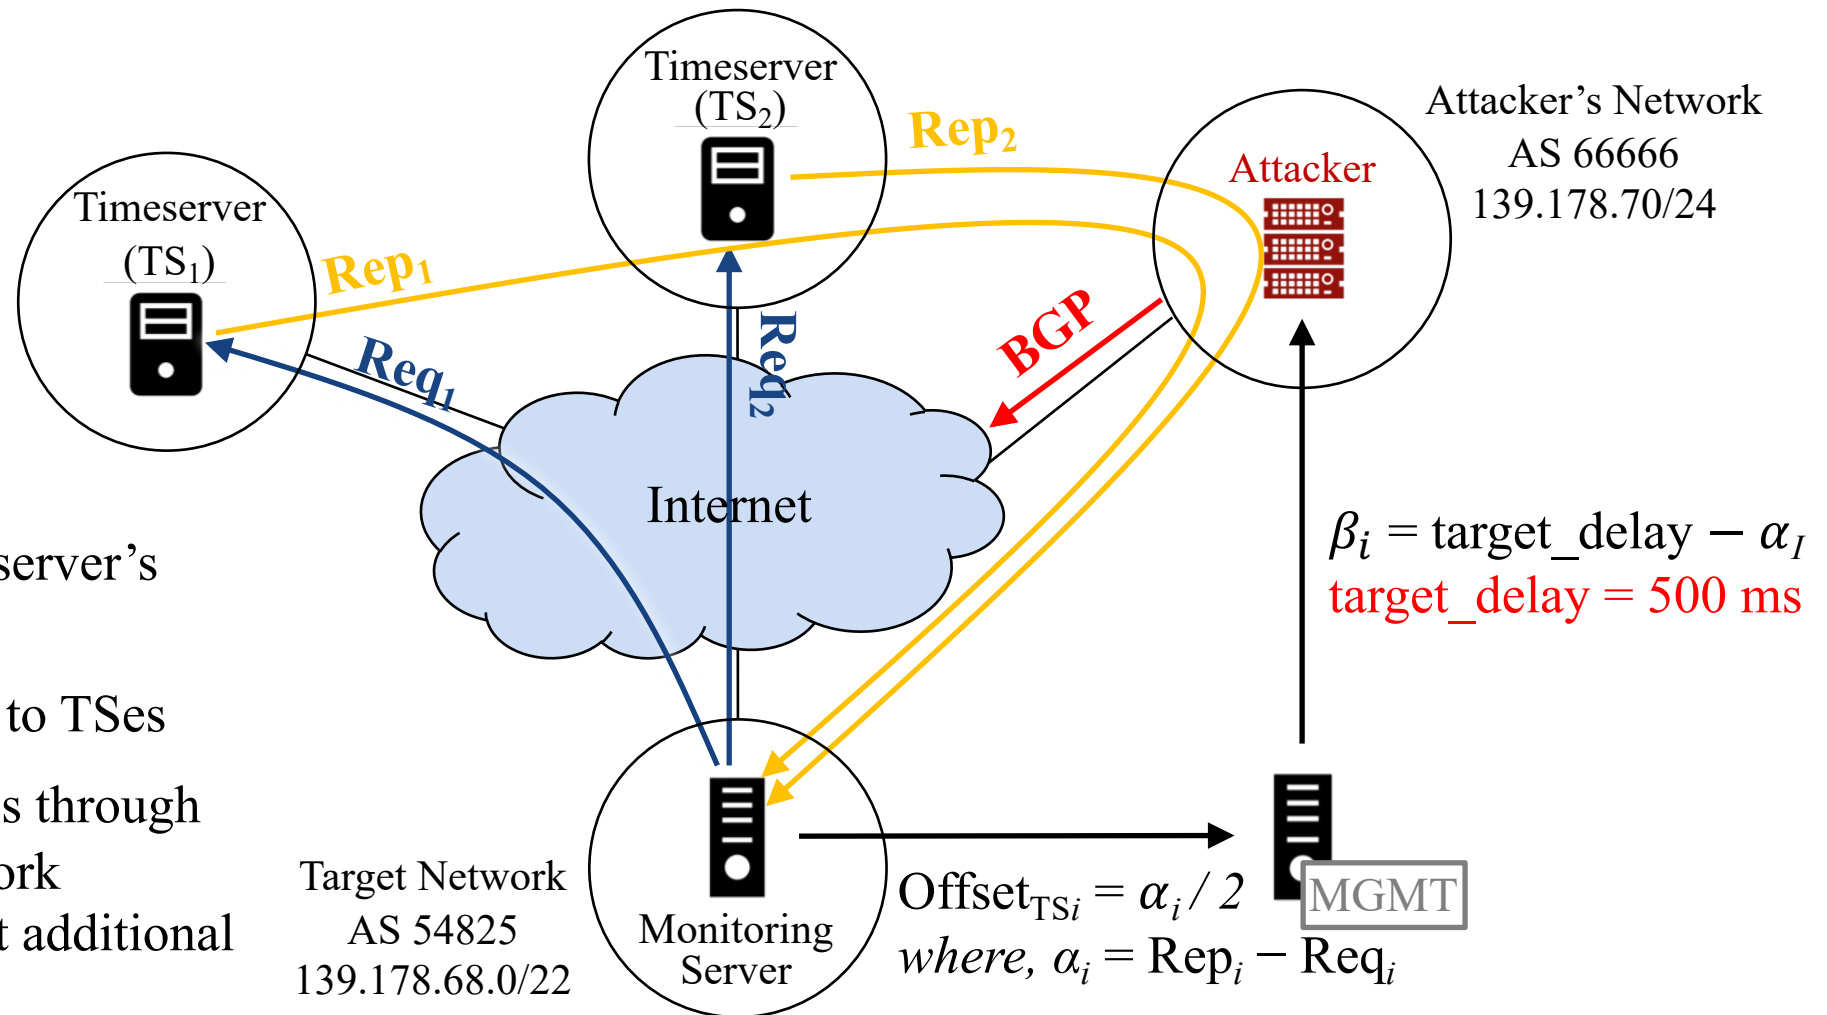 Timeserver
(TS₂)
Rep₂
Attacker’s Network
AS 66666
139.178.70/24
Attacker
Timeserver
(TS₁)
Rep₁
Req₁
Req₂
BGP
Internet
βᵢ = target_delay − α_I
target_delay = 500 ms
server’s
to TSes
s through
ork
t additional
Target Network
AS 54825
139.178.68.0/22
Monitoring
Server
Offset_TSi = αᵢ / 2
where, αᵢ = Repᵢ − Reqᵢ
MGMT